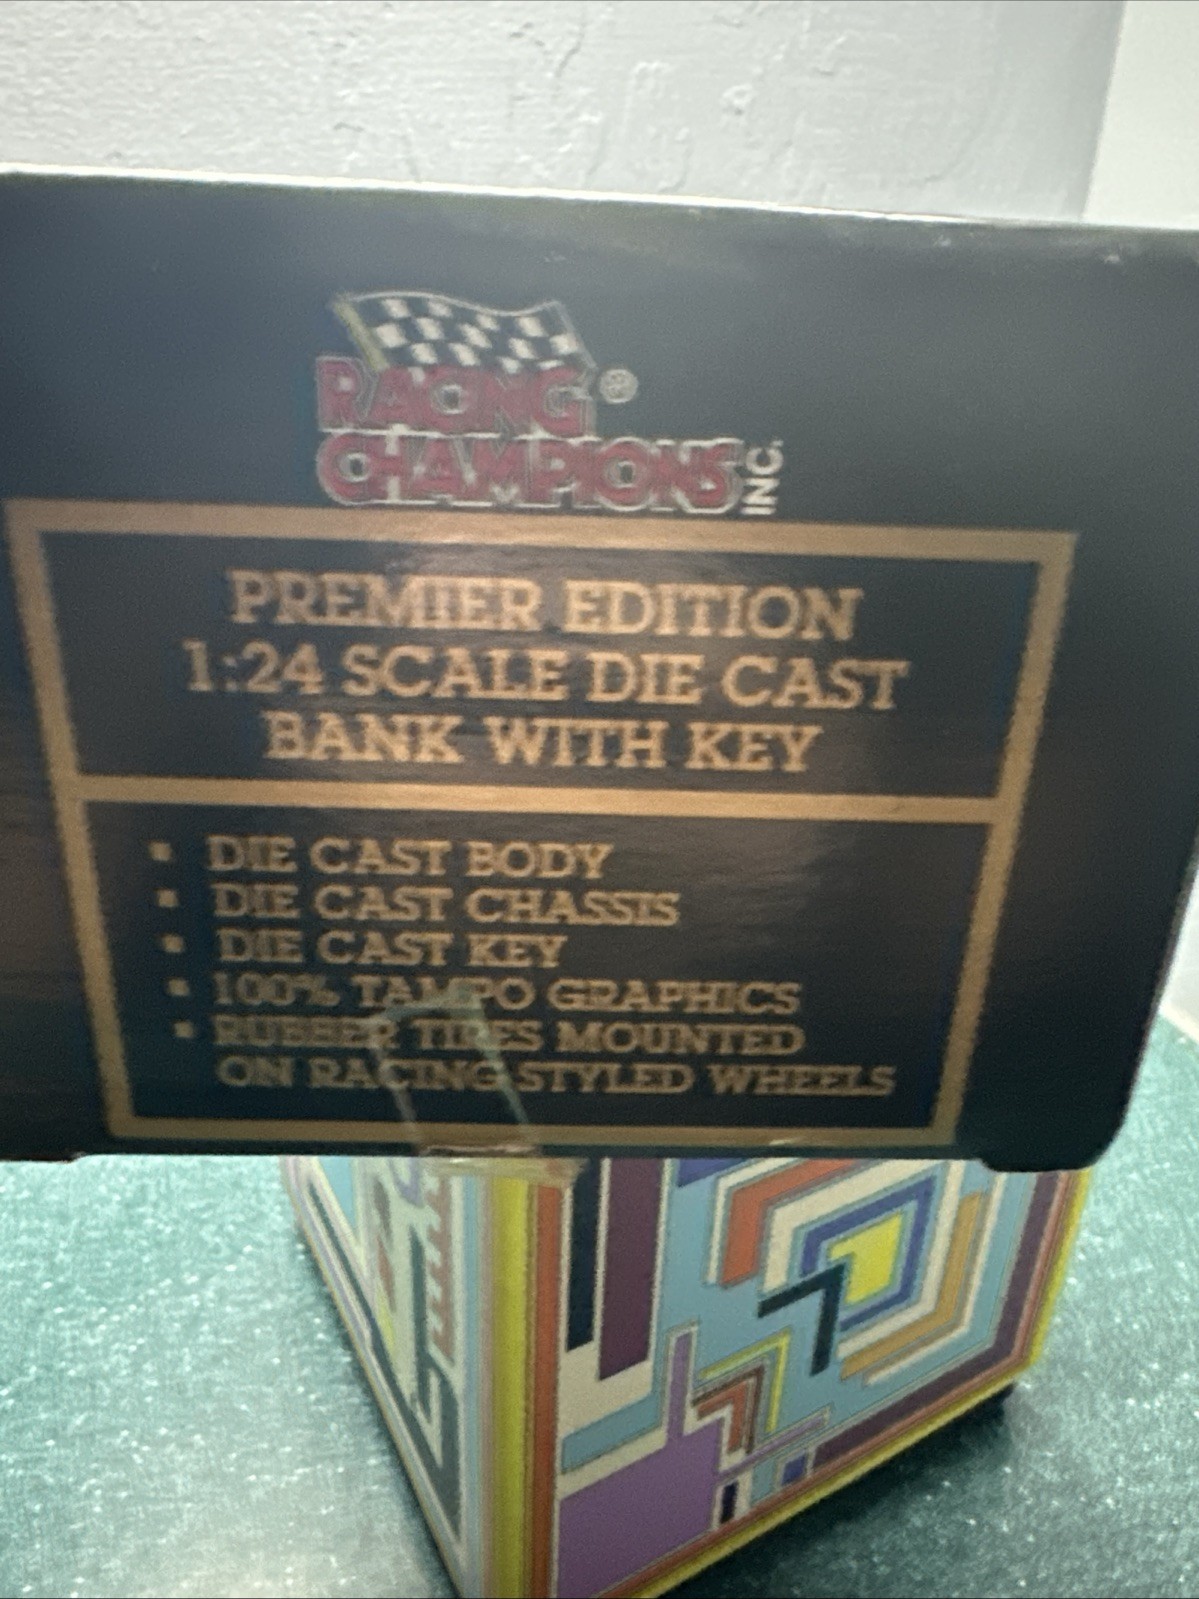 RACING ®
CHAMPIONS INC.
PREMIER EDITION
1:24 SCALE DIE CAST
BANK WITH KEY
▪ DIE CAST BODY
▪ DIE CAST CHASSIS
▪ DIE CAST KEY
▪ 100% TAMPO GRAPHICS
▪ RUBBER TIRES MOUNTED
ON RACING STYLED WHEELS